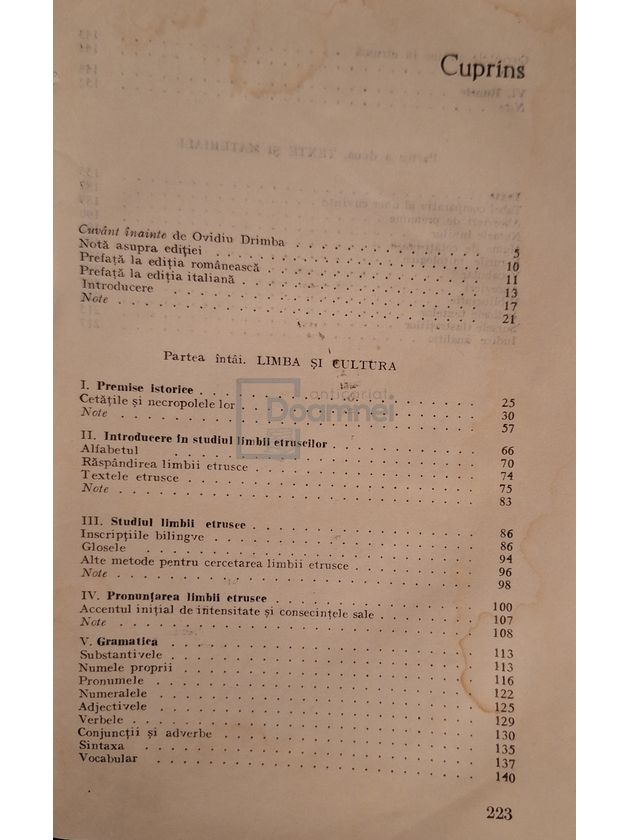 Cuprins
Cuvânt înainte de Ovidiu Drimba . . . . . . . . . . . . 5
Notă asupra ediției . . . . . . . . . . . . 10
Prefață la ediția românească . . . . . . . . . . . . 11
Prefață la ediția italiană . . . . . . . . . . . . 13
Introducere . . . . . . . . . . . . 17
Note . . . . . . . . . . . . 21
Partea întâi. LIMBA ȘI CULTURA
I. Premise istorice . . . . . . . . . . . . 25
Cetățile și necropolele lor . . . . . . . . . . . . 30
Note . . . . . . . . . . . . 57
anticariat
Doamnei
II. Introducere în studiul limbii etruscilor . . . . . . . . . . . . 66
Alfabetul . . . . . . . . . . . . 70
Răspândirea limbii etrusce . . . . . . . . . . . . 74
Textele etrusce . . . . . . . . . . . . 75
Note . . . . . . . . . . . . 83
III. Studiul limbii etrusce . . . . . . . . . . . . 86
Inscripțiile bilingve . . . . . . . . . . . . 86
Glosele . . . . . . . . . . . . 94
Alte metode pentru cercetarea limbii etrusce . . . . . . . . . . . . 96
Note . . . . . . . . . . . . 98
IV. Pronunțarea limbii etrusce . . . . . . . . . . . . 100
Accentul inițial de intensitate și consecințele sale . . . . . . . . . . . . 107
Note . . . . . . . . . . . . 108
V. Gramatica . . . . . . . . . . . . 113
Substantivele . . . . . . . . . . . . 113
Numele proprii . . . . . . . . . . . . 116
Pronumele . . . . . . . . . . . . 122
Numeralele . . . . . . . . . . . . 125
Adjectivele . . . . . . . . . . . . 129
Verbele . . . . . . . . . . . . 130
Conjuncții și adverbe . . . . . . . . . . . . 135
Sintaxa . . . . . . . . . . . . 137
Vocabular . . . . . . . . . . . . 140
223